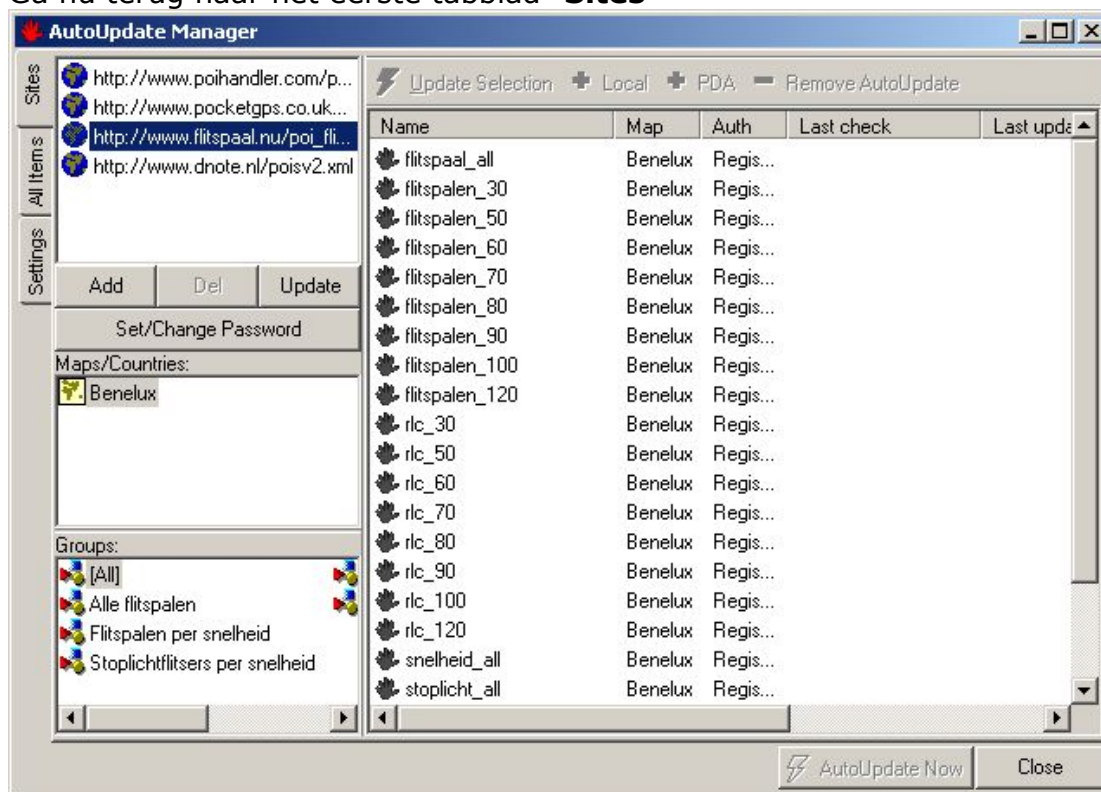 Ga nu terug naar het eerste tabblad "Sites"
AutoUpdate Manager
Sites
All Items
Settings
http://www.poihandler.com/p...
http://www.pocketgps.co.uk...
http://www.flitspaal.nu/poi_fli...
http://www.dnote.nl/poisv2.xml
Add Del Update
Set/Change Password
Maps/Countries:
Benelux
Groups:
[All]
Alle flitspalen
Flitspalen per snelheid
Stoplichtflitsers per snelheid
Update Selection Local PDA Remove AutoUpdate
Name Map Auth Last check Last upda
flitspaal_all Benelux Regis...
flitspalen_30 Benelux Regis...
flitspalen_50 Benelux Regis...
flitspalen_60 Benelux Regis...
flitspalen_70 Benelux Regis...
flitspalen_80 Benelux Regis...
flitspalen_90 Benelux Regis...
flitspalen_100 Benelux Regis...
flitspalen_120 Benelux Regis...
rlc_30 Benelux Regis...
rlc_50 Benelux Regis...
rlc_60 Benelux Regis...
rlc_70 Benelux Regis...
rlc_80 Benelux Regis...
rlc_90 Benelux Regis...
rlc_100 Benelux Regis...
rlc_120 Benelux Regis...
snelheid_all Benelux Regis...
stoplicht_all Benelux Regis...
AutoUpdate Now Close